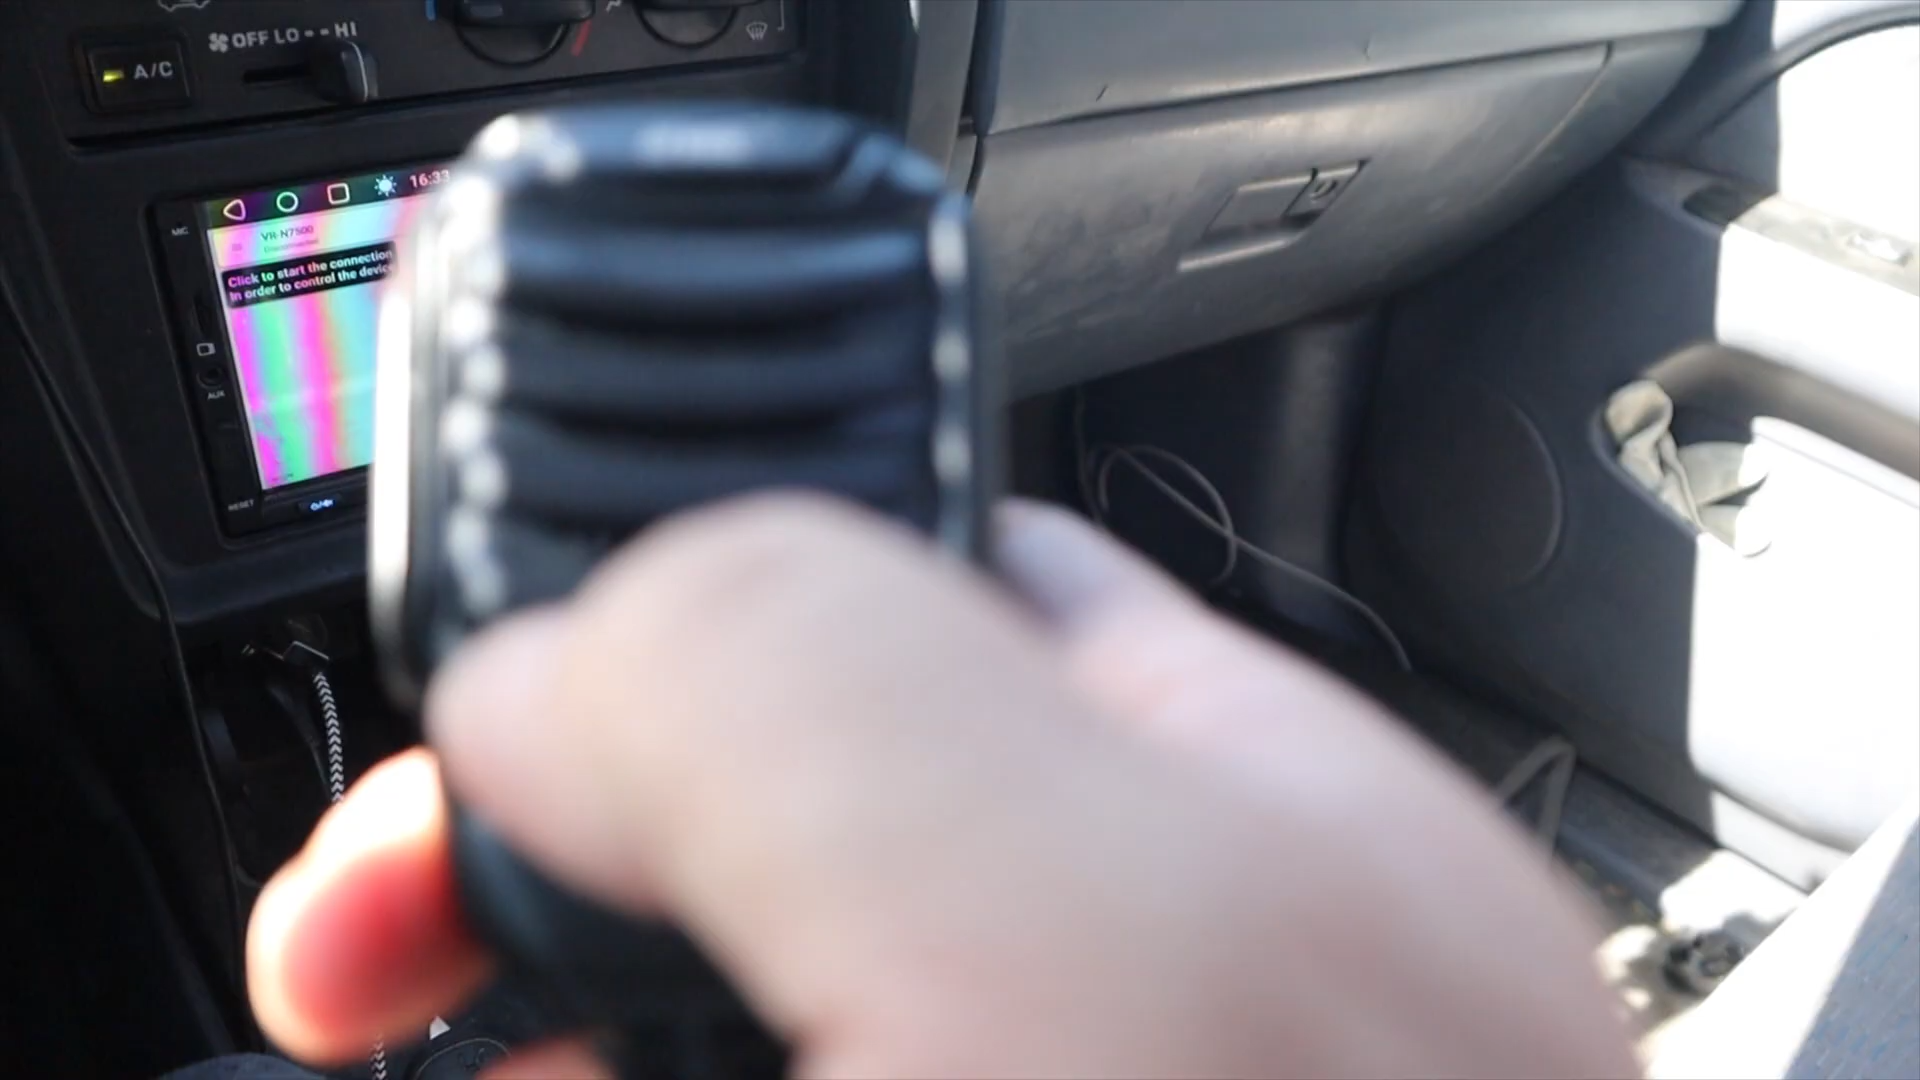 OFF LO - - HI
A/C
16:33
MIC
VR-N7500
Disconnected
Click to start the connection
in order to control the device
AUX
RESET